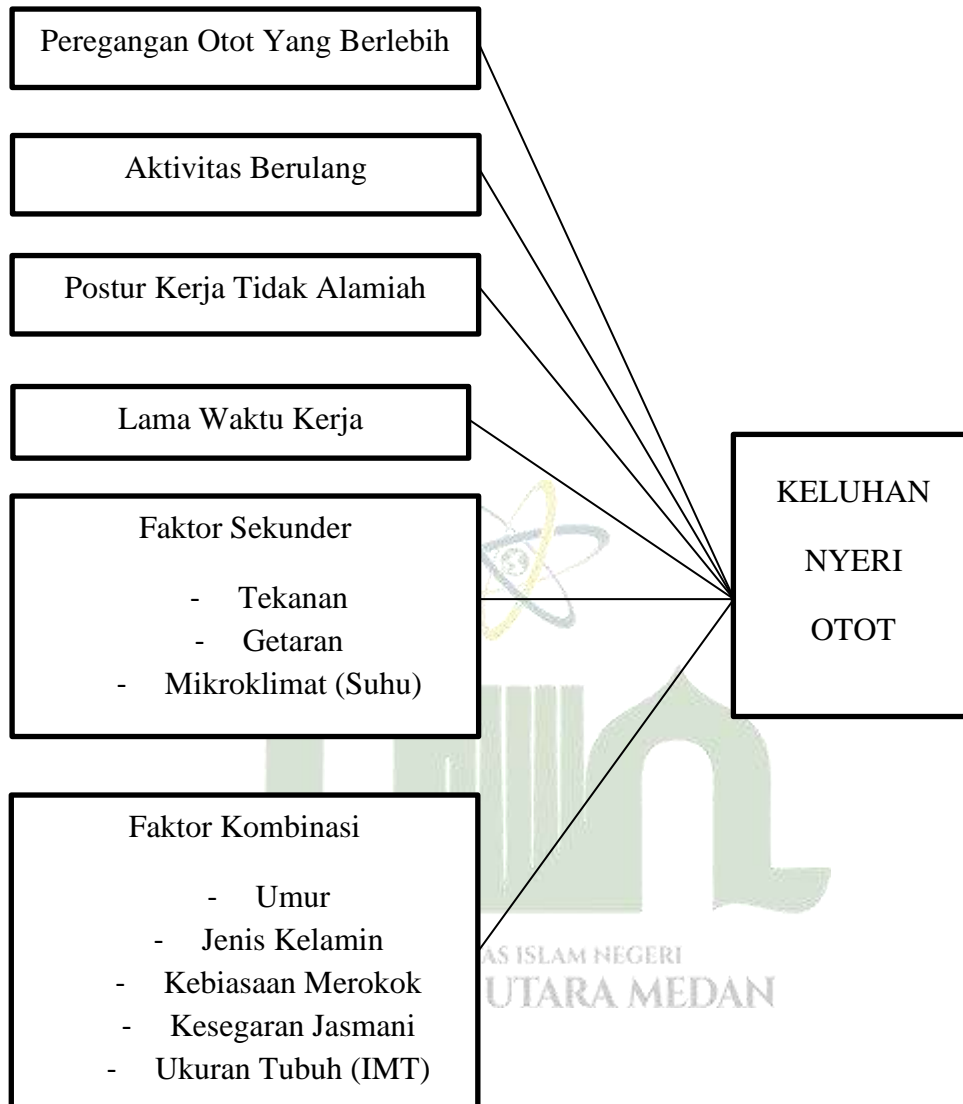 Peregangan Otot Yang Berlebih
Aktivitas Berulang
Postur Kerja Tidak Alamiah
Lama Waktu Kerja
Faktor Sekunder
- Tekanan
- Getaran
- Mikroklimat (Suhu)
Faktor Kombinasi
- Umur
- Jenis Kelamin
- Kebiasaan Merokok
- Kesegaran Jasmani
- Ukuran Tubuh (IMT)
KELUHAN
NYERI
OTOT
AS ISLAM NEGERI
UTARA MEDAN